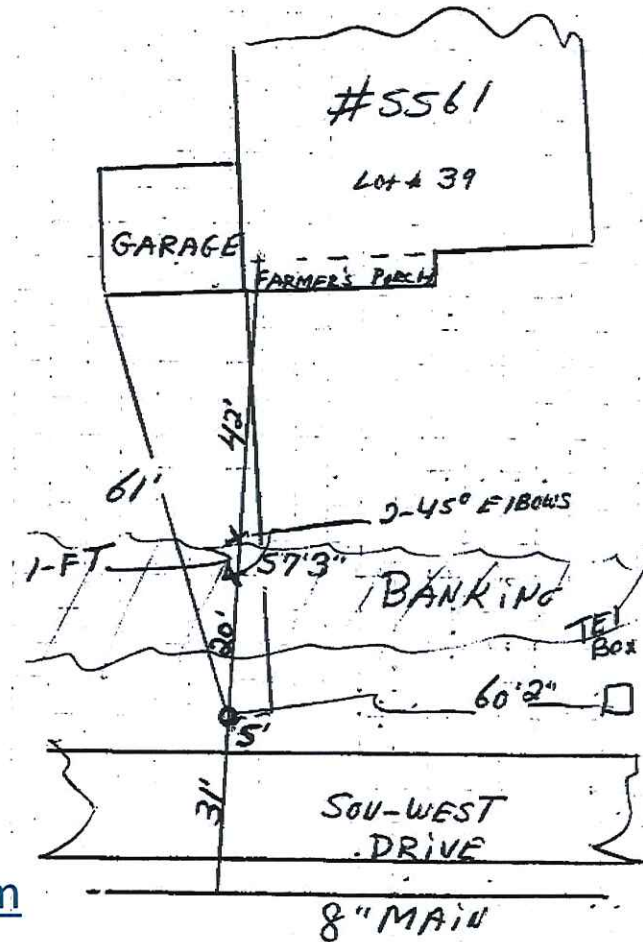 #5561
Lot # 39
GARAGE
FARMER'S PORCH
42'
61'
2-45° ElBOWS
1-FT
57'3"
BANKiNG
20'
TEl
BOX
60'2"
5'
31'
SOU-WEST
DRiVE
8" MAiN
m